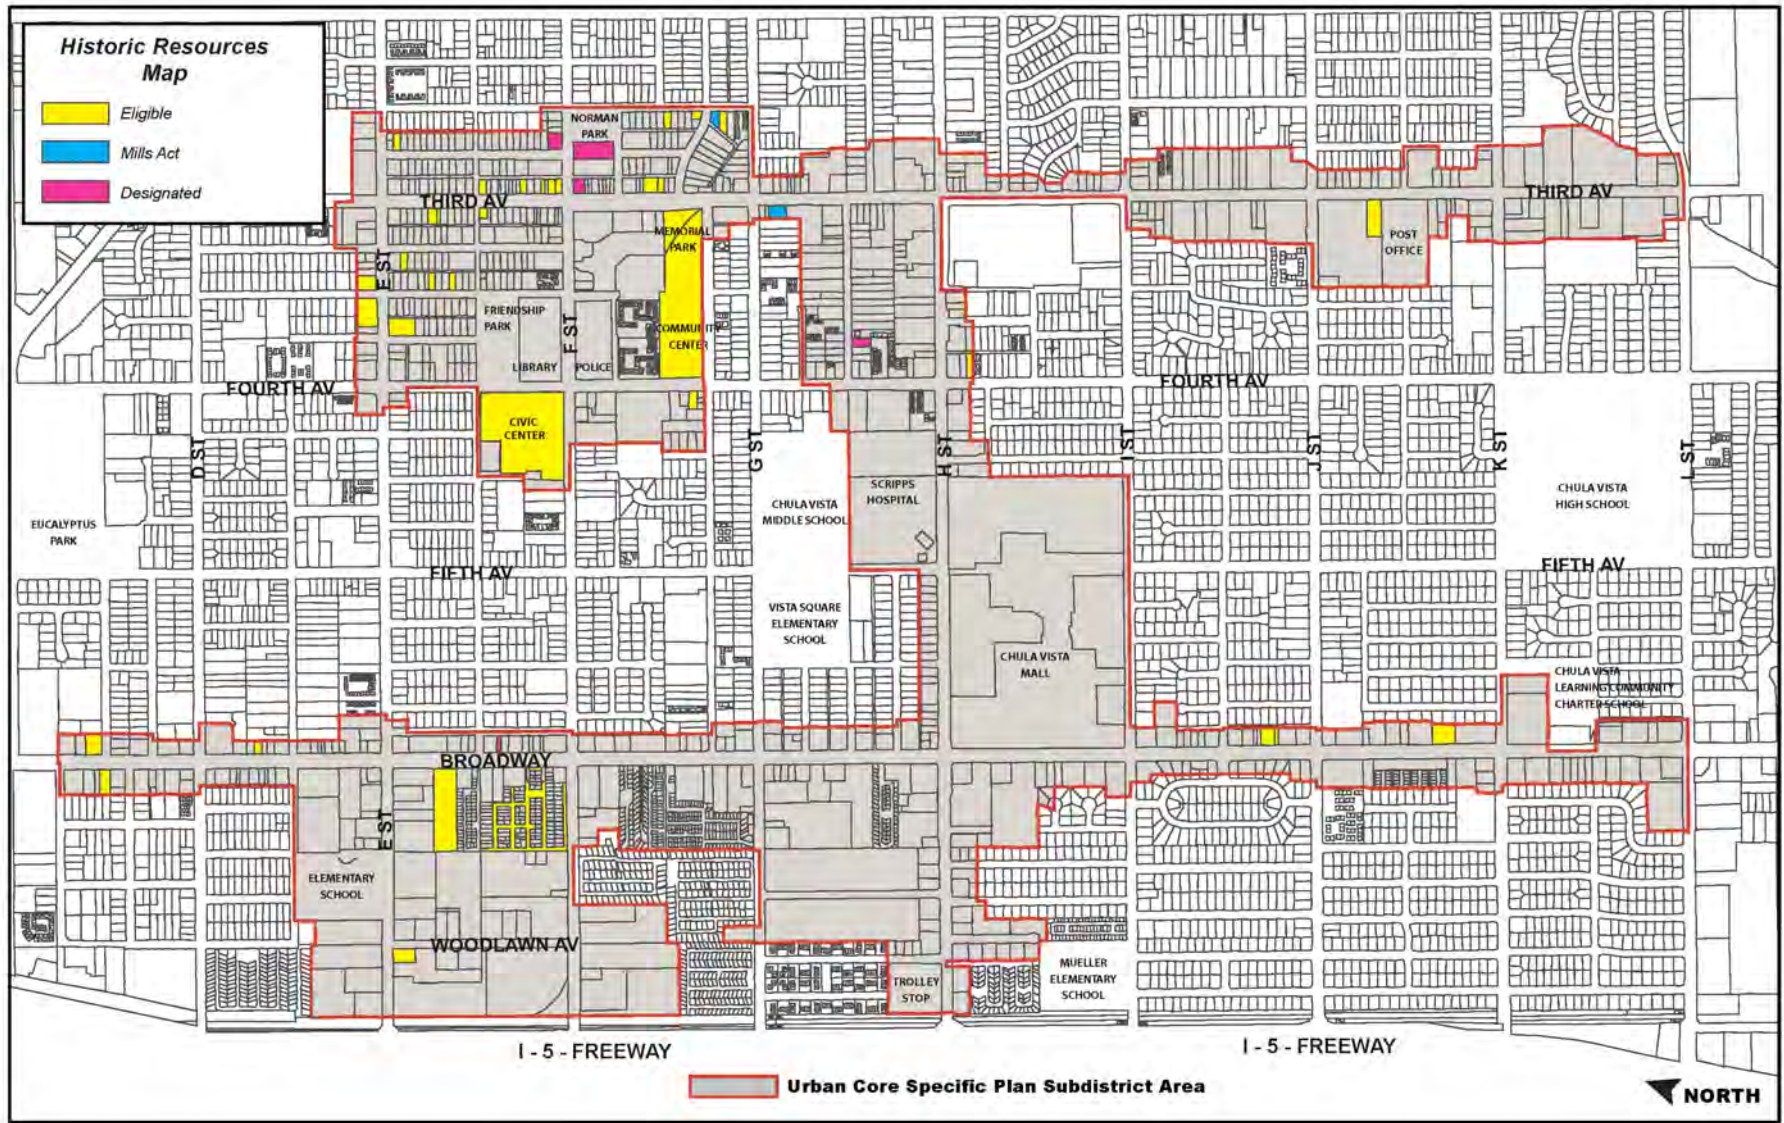 Historic Resources
Map
Eligible
Mills Act
Designated
NORMAN
PARK
THIRD AV
THIRD AV
MEMORIAL
PARK
POST
OFFICE
E ST
FRIENDSHIP
PARK
F ST
COMMUNITY
CENTER
LIBRARY
POLICE
FOURTH AV
FOURTH AV
CIVIC
CENTER
D ST
G ST
H ST
I ST
J ST
K ST
L ST
SCRIPPS
HOSPITAL
CHULA VISTA
MIDDLE SCHOOL
CHULA VISTA
HIGH SCHOOL
EUCALYPTUS
PARK
FIFTH AV
FIFTH AV
VISTA SQUARE
ELEMENTARY
SCHOOL
CHULA VISTA
MALL
CHULA VISTA
LEARNING COMMUNITY
CHARTER SCHOOL
BROADWAY
E ST
ELEMENTARY
SCHOOL
WOODLAWN AV
TROLLEY
STOP
MUELLER
ELEMENTARY
SCHOOL
I - 5 - FREEWAY
I - 5 - FREEWAY
Urban Core Specific Plan Subdistrict Area
NORTH